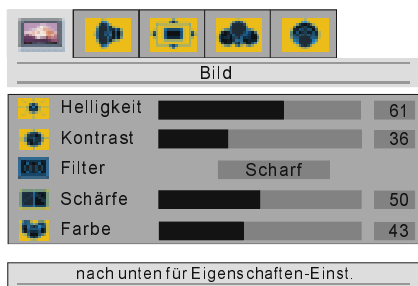 Bild
Helligkeit 61
Kontrast 36
Filter Scharf
Schärfe 50
Farbe 43
nach unten für Eigenschaften-Einst.